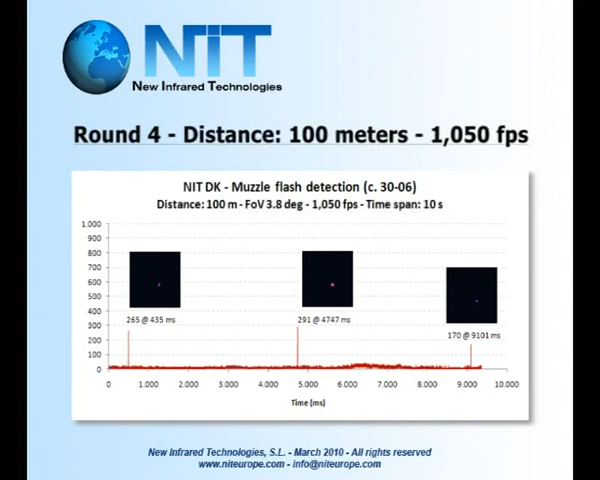 NIT
New Infrared Technologies
Round 4 - Distance: 100 meters - 1,050 fps
NIT DK - Muzzle flash detection (c. 30-06)
Distance: 100 m - FoV 3.8 deg - 1,050 fps - Time span: 10 s
1.000
900
800
700
600
500
400
300
200
100
0
265 @ 435 ms
291 @ 4747 ms
170 @ 9101 ms
0 1.000 2.000 3.000 4.000 5.000 6.000 7.000 8.000 9.000 10.000
Time (ms)
New Infrared Technologies, S.L. - March 2010 - All rights reserved
www.niteurope.com - info@niteurope.com